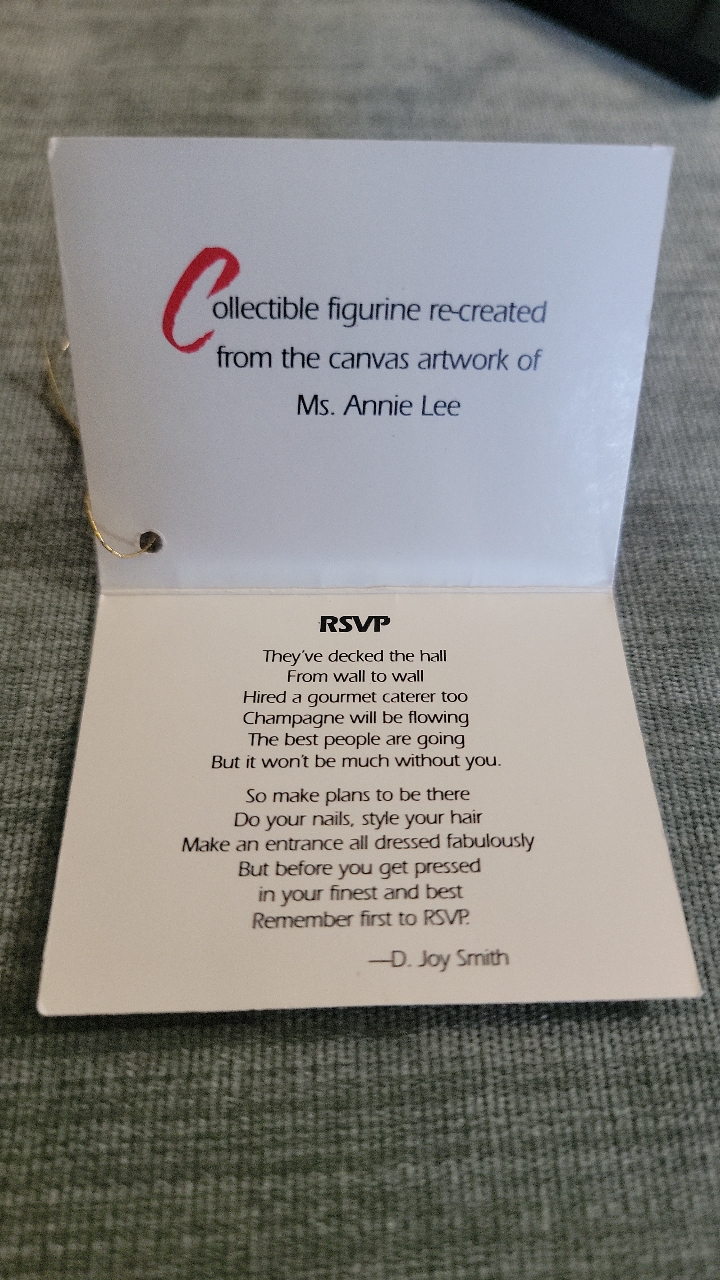 Collectible figurine re-created
from the canvas artwork of
Ms. Annie Lee
RSVP
They've decked the hall
From wall to wall
Hired a gourmet caterer too
Champagne will be flowing
The best people are going
But it won't be much without you.
So make plans to be there
Do your nails, style your hair
Make an entrance all dressed fabulously
But before you get pressed
in your finest and best
Remember first to RSVP.
—D. Joy Smith